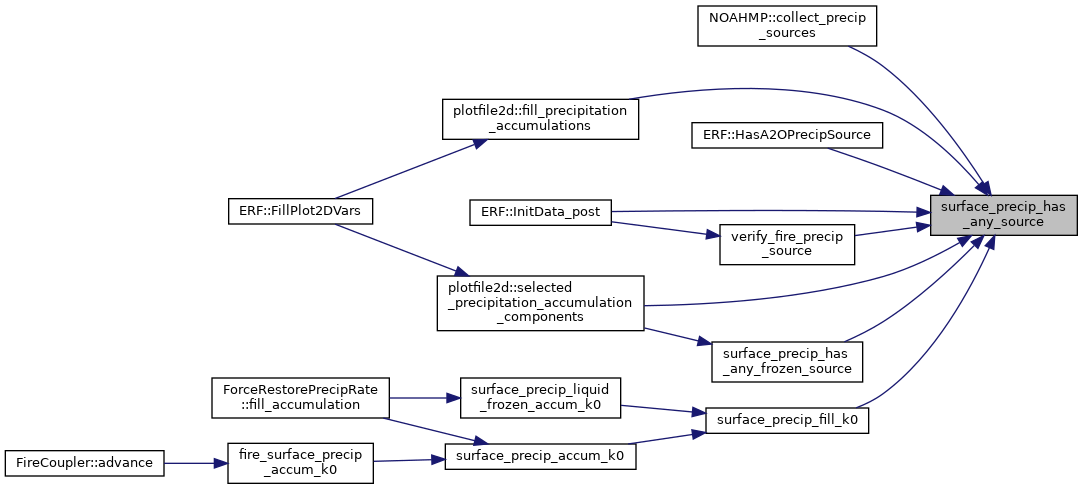 NOAHMP::collect_precip
_sources
plotfile2d::fill_precipitation
_accumulations
ERF::HasA2OPrecipSource
ERF::FillPlot2DVars
ERF::InitData_post
surface_precip_has
_any_source
verify_fire_precip
_source
plotfile2d::selected
_precipitation_accumulation
_components
surface_precip_has
_any_frozen_source
ForceRestorePrecipRate
::fill_accumulation
surface_precip_liquid
_frozen_accum_k0
surface_precip_fill_k0
FireCoupler::advance
fire_surface_precip
_accum_k0
surface_precip_accum_k0